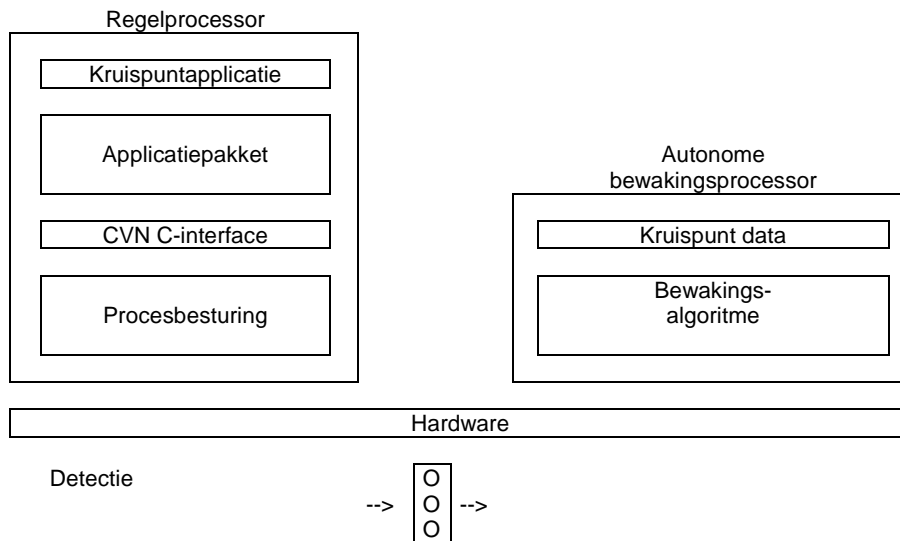 Regelprocessor
Kruispuntapplicatie
Applicatiepakket
CVN C-interface
Procesbesturing
Autonome
bewakingsprocessor
Kruispunt data
Bewakings-
algoritme
Hardware
Detectie
O
--> O -->
O